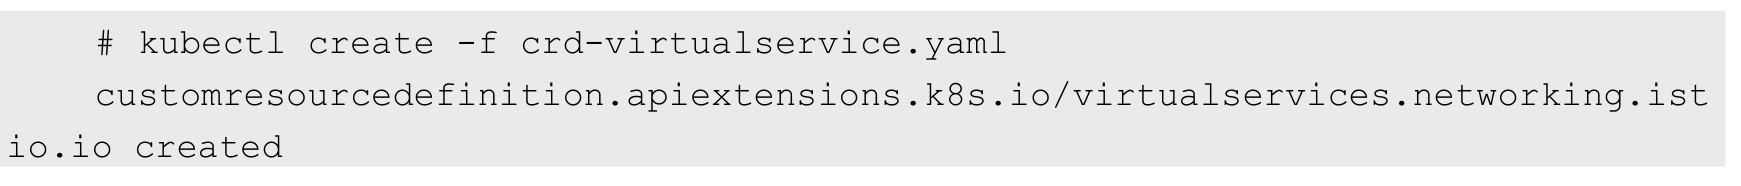 # kubectl create -f crd-virtualservice.yaml
customresourcedefinition.apiextensions.k8s.io/virtualservices.networking.ist
io.io created